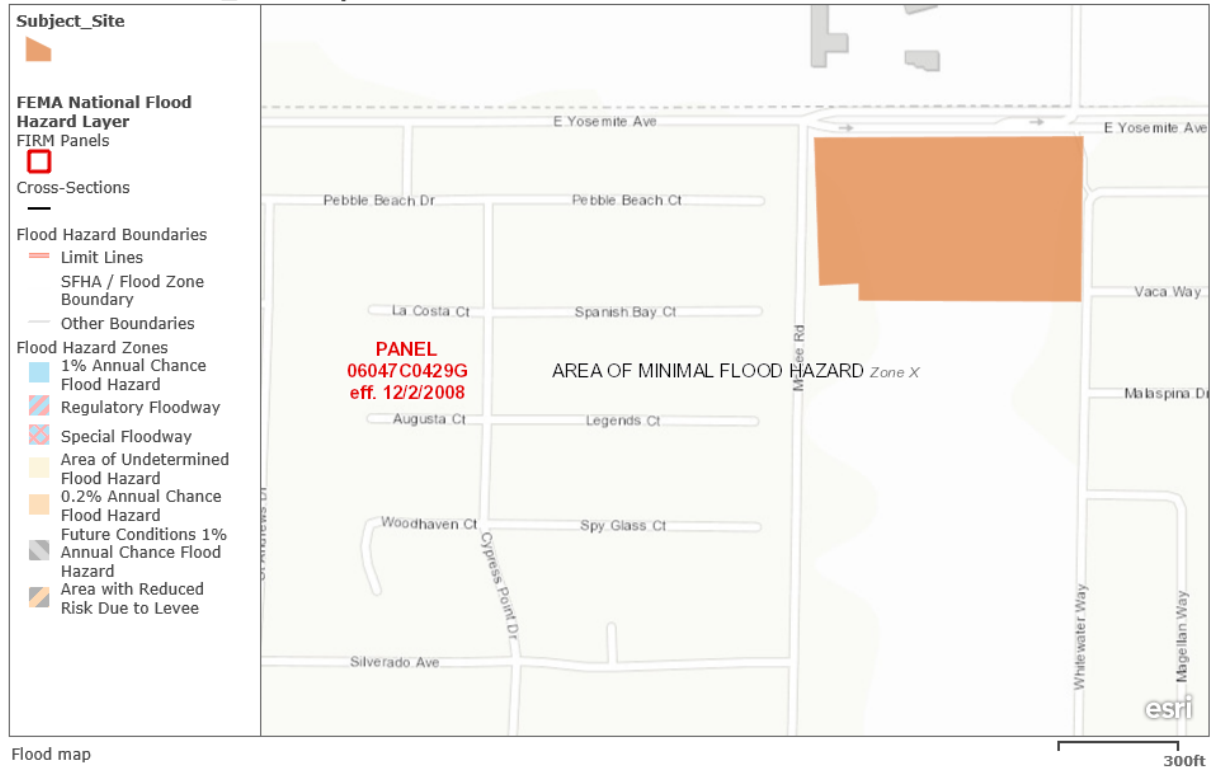 Subject_Site
FEMA National Flood
Hazard Layer
FIRM Panels
Cross-Sections
Flood Hazard Boundaries
Limit Lines
SFHA / Flood Zone
Boundary
Other Boundaries
Flood Hazard Zones
1% Annual Chance
Flood Hazard
Regulatory Floodway
Special Floodway
Area of Undetermined
Flood Hazard
0.2% Annual Chance
Flood Hazard
Future Conditions 1%
Annual Chance Flood
Hazard
Area with Reduced
Risk Due to Levee
E Yosemite Ave
E Yosemite Ave
Pebble Beach Dr
Pebble Beach Ct
La Costa Ct
Spanish Bay Ct
Vaca Way
PANEL
06047C0429G
eff. 12/2/2008
AREA OF MINIMAL FLOOD HAZARD Zone X
Malaspina Dr
Augusta Ct
Legends Ct
Woodhaven Ct
Spy Glass Ct
Cypress Point Dr
Silverado Ave
Whitewater Way
Magellan Way
esri
Flood map
300ft